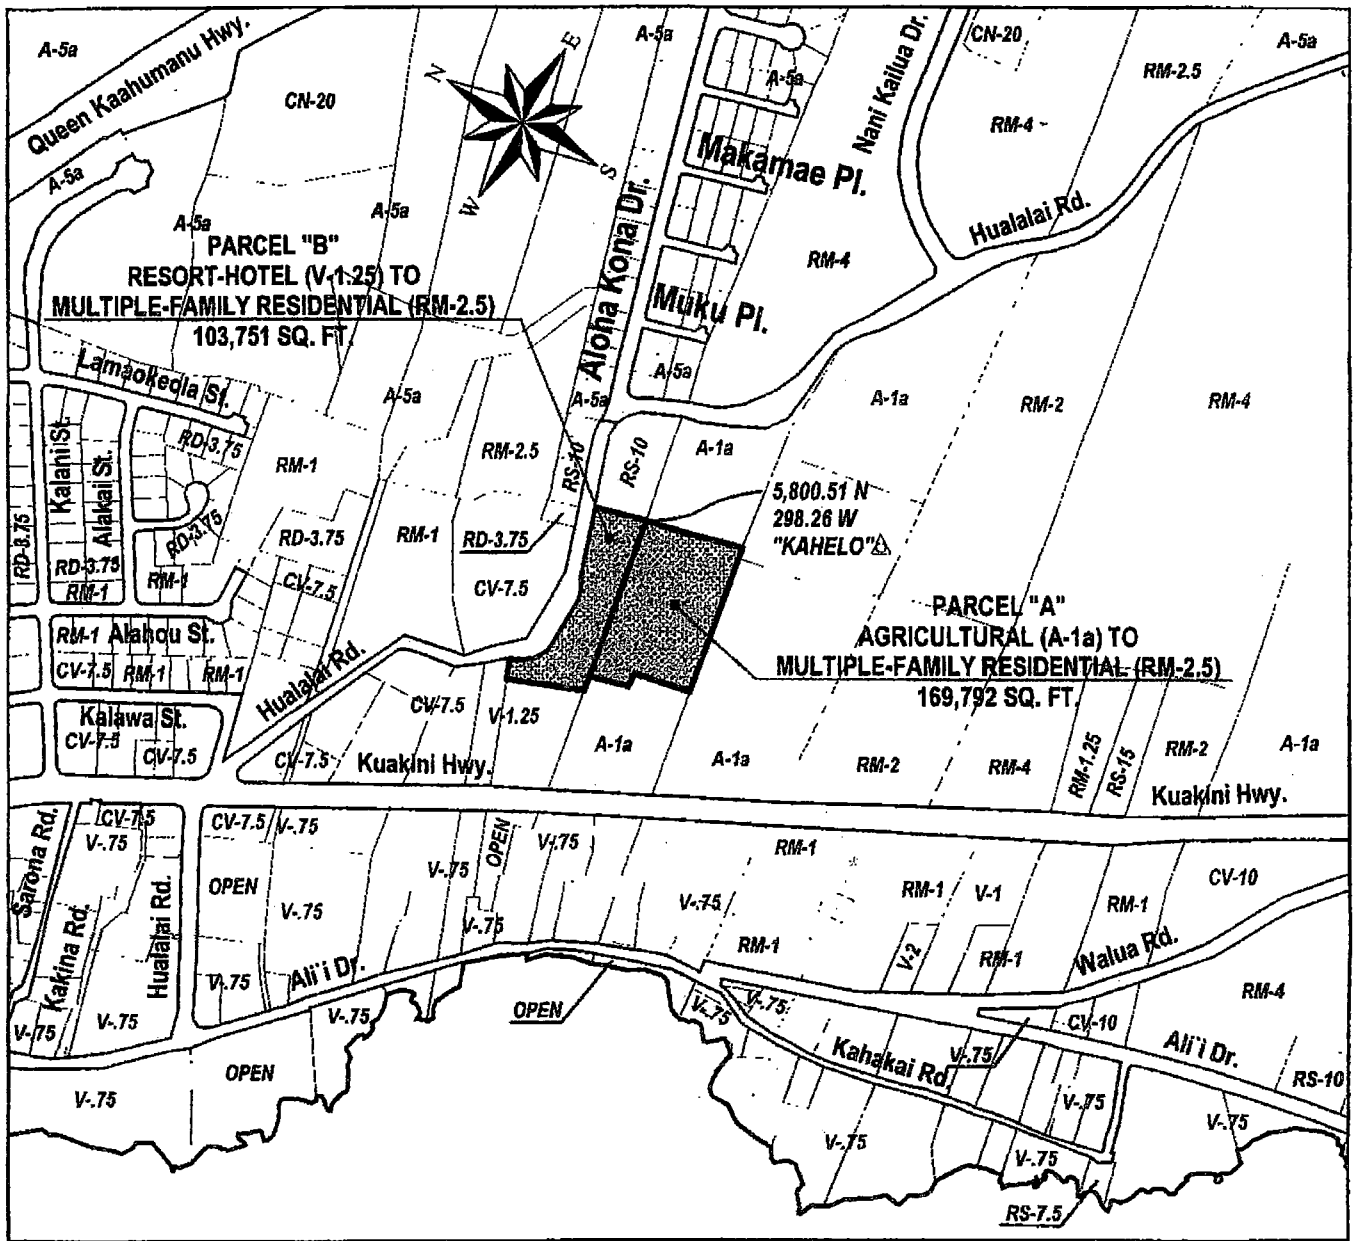 A-5a
Queen Kaahumanu Hwy.
CN-20
N
E
S
W
A-5a
A-5a
Nani Kailua Dr.
CN-20
A-5a
RM-2.5
RM-4
A-5a
A-5a
A-5a
Makamae Pl.
Hualalai Rd.
PARCEL "B"
RESORT-HOTEL (V-1.25) TO
MULTIPLE-FAMILY RESIDENTIAL (RM-2.5)
103,751 SQ. FT.
Aloha Kona Dr.
RM-4
Muku Pl.
Lamaokeola St.
A-5a
A-5a
A-5a
A-1a
RM-2
RM-4
Kalani St.
Alakai St.
RD-3.75
RM-1
RM-2.5
RS-10
RS-10
A-1a
5,800.51 N
298.26 W
"KAHELO"
RD-3.75
RD-3.75
RD-3.75
RM-1
RD-3.75
RD-3.75
RM-1
RM-1
CV-7.5
CV-7.5
PARCEL "A"
AGRICULTURAL (A-1a) TO
MULTIPLE-FAMILY RESIDENTIAL (RM-2.5)
169,792 SQ. FT.
RM-1
Alahou St.
CV-7.5
RM-1
RM-1
Hualalai Rd.
CV-7.5
V-1.25
Kalawa St.
CV-7.5
CV-7.5
CV-7.5
Kuakini Hwy.
A-1a
A-1a
RM-2
RM-4
RM-1.25
RS-15
RM-2
A-1a
Kuakini Hwy.
Sarona Rd.
CV-7.5
V-.75
CV-7.5
V-.75
OPEN
V-.75
V-.75
RM-1
OPEN
Kakina Rd.
Hualalai Rd.
V-.75
V-.75
V-.75
RM-1
V-1
RM-1
CV-10
RM-1
V-2
RM-1
Walua Rd.
V-.75
V-.75
V-.75
Ali'i Dr.
V-.75
OPEN
V-.75
V-.75
RM-4
CV-10
Kahakai Rd.
V-.75
Ali'i Dr.
RS-10
V-.75
OPEN
V-.75
V-.75
V-.75
V-.75
RS-7.5